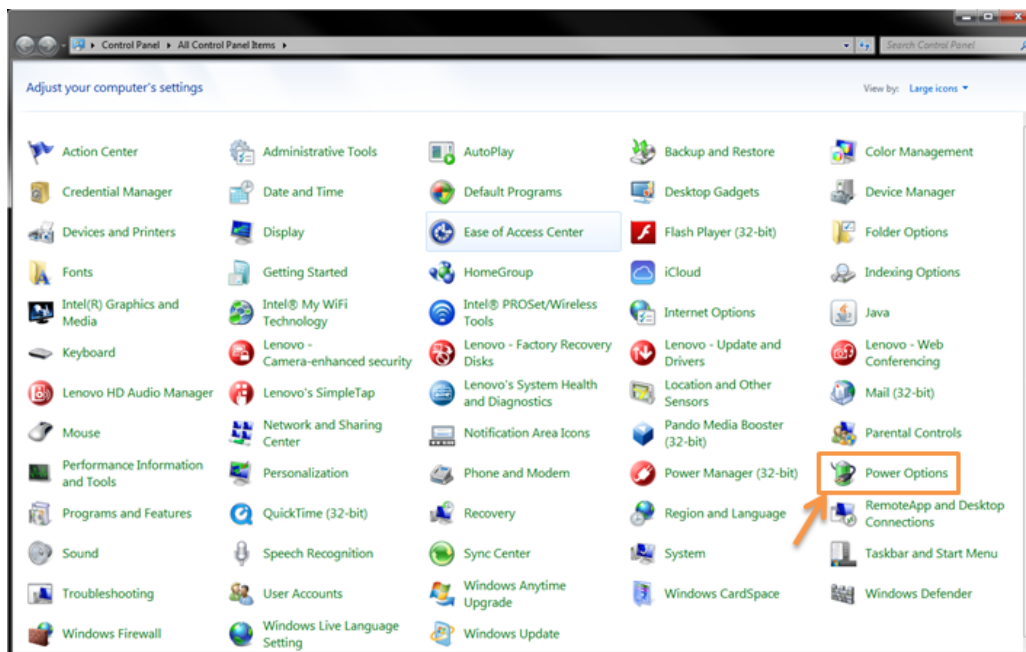 Control Panel ▸ All Control Panel Items ▸
Search Control Panel
Adjust your computer's settings
View by: Large icons
Action Center
Administrative Tools
AutoPlay
Backup and Restore
Color Management
Credential Manager
Date and Time
Default Programs
Desktop Gadgets
Device Manager
Devices and Printers
Display
Ease of Access Center
Flash Player (32-bit)
Folder Options
Fonts
Getting Started
HomeGroup
iCloud
Indexing Options
Intel(R) Graphics and
Media
Intel® My WiFi
Technology
Intel® PROSet/Wireless
Tools
Internet Options
Java
Keyboard
Lenovo -
Camera-enhanced security
Lenovo - Factory Recovery
Disks
Lenovo - Update and
Drivers
Lenovo - Web
Conferencing
Lenovo HD Audio Manager
Lenovo's SimpleTap
Lenovo's System Health
and Diagnostics
Location and Other
Sensors
Mail (32-bit)
Mouse
Network and Sharing
Center
Notification Area Icons
Pando Media Booster
(32-bit)
Parental Controls
Performance Information
and Tools
Personalization
Phone and Modem
Power Manager (32-bit)
Power Options
Programs and Features
QuickTime (32-bit)
Recovery
Region and Language
RemoteApp and Desktop
Connections
Sound
Speech Recognition
Sync Center
System
Taskbar and Start Menu
Troubleshooting
User Accounts
Windows Anytime
Upgrade
Windows CardSpace
Windows Defender
Windows Firewall
Windows Live Language
Setting
Windows Update